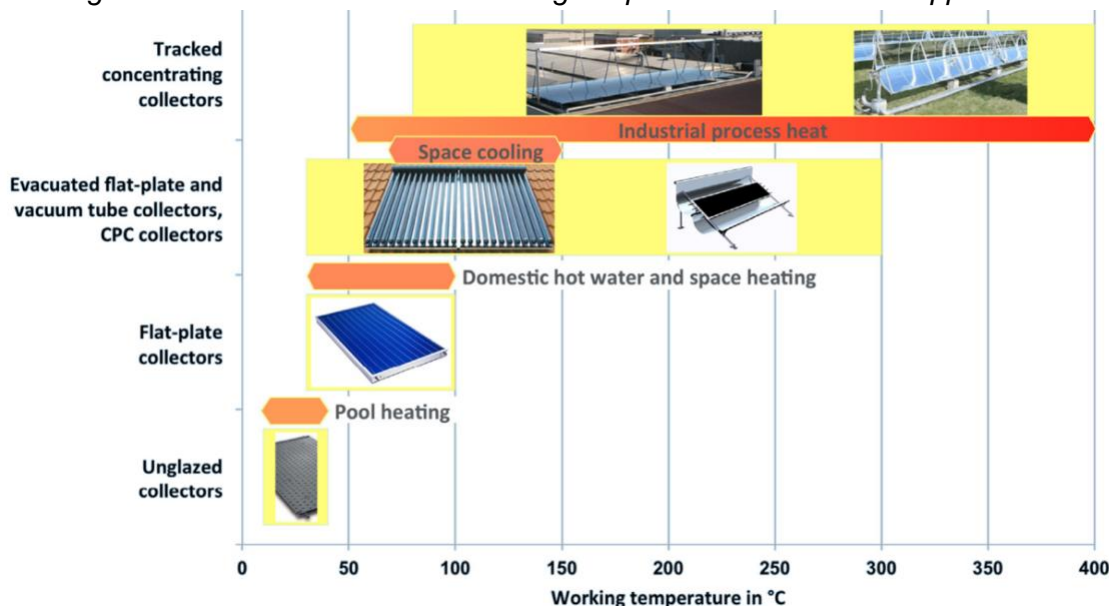 Tracked
concentrating
collectors
Industrial process heat
Space cooling
Evacuated flat-plate and
vacuum tube collectors,
CPC collectors
Domestic hot water and space heating
Flat-plate
collectors
Pool heating
Unglazed
collectors
0 50 100 150 200 250 300 350 400
Working temperature in °C